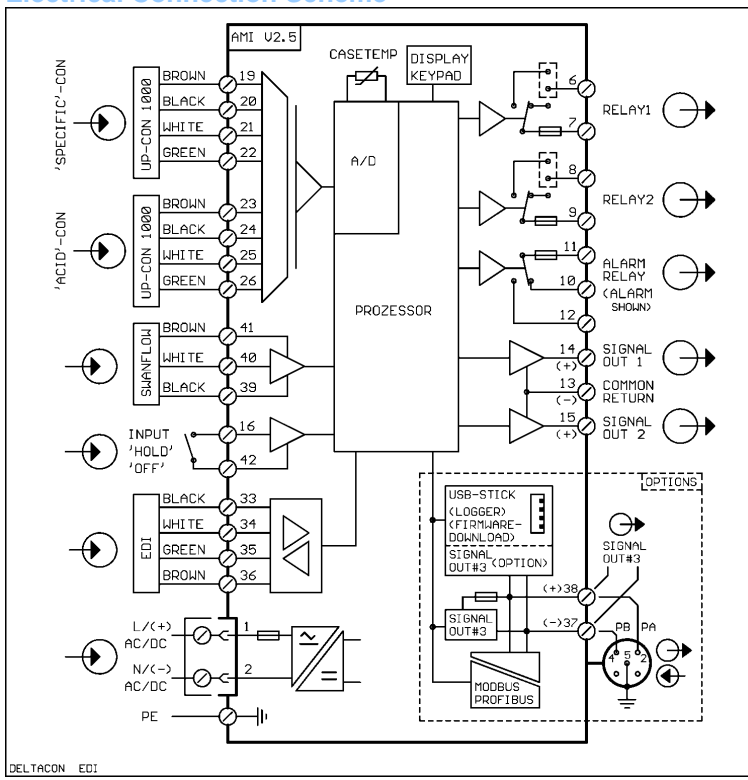 Electrical Connection Scheme
AMI V2.5
CASETEMP
DISPLAY
KEYPAD
A/D
PROZESSOR
'SPECIFIC'-CON
UP-CON 1000
BROWN 19
BLACK 20
WHITE 21
GREEN 22
'ACID'-CON
UP-CON 1000
BROWN 23
BLACK 24
WHITE 25
GREEN 26
SWANFLOW
BROWN 41
WHITE 40
BLACK 39
INPUT
'HOLD'
'OFF'
16
42
EDI
BLACK 33
WHITE 34
GREEN 35
BROWN 36
L/(+)
AC/DC
1
N/(-)
AC/DC
2
PE
6
RELAY1
7
8
RELAY2
9
11
ALARM
RELAY
10
(ALARM
SHOWN)
12
14
(+)
SIGNAL
OUT 1
13
(-)
COMMON
RETURN
15
(+)
SIGNAL
OUT 2
OPTIONS
USB-STICK
(LOGGER)
(FIRMWARE-
DOWNLOAD)
SIGNAL
OUT#3 (OPTION)
SIGNAL
OUT#3
(+)38
SIGNAL
OUT#3
(-)37
PB PA
4 5 2
MODBUS
PROFIBUS
DELTACON EDI